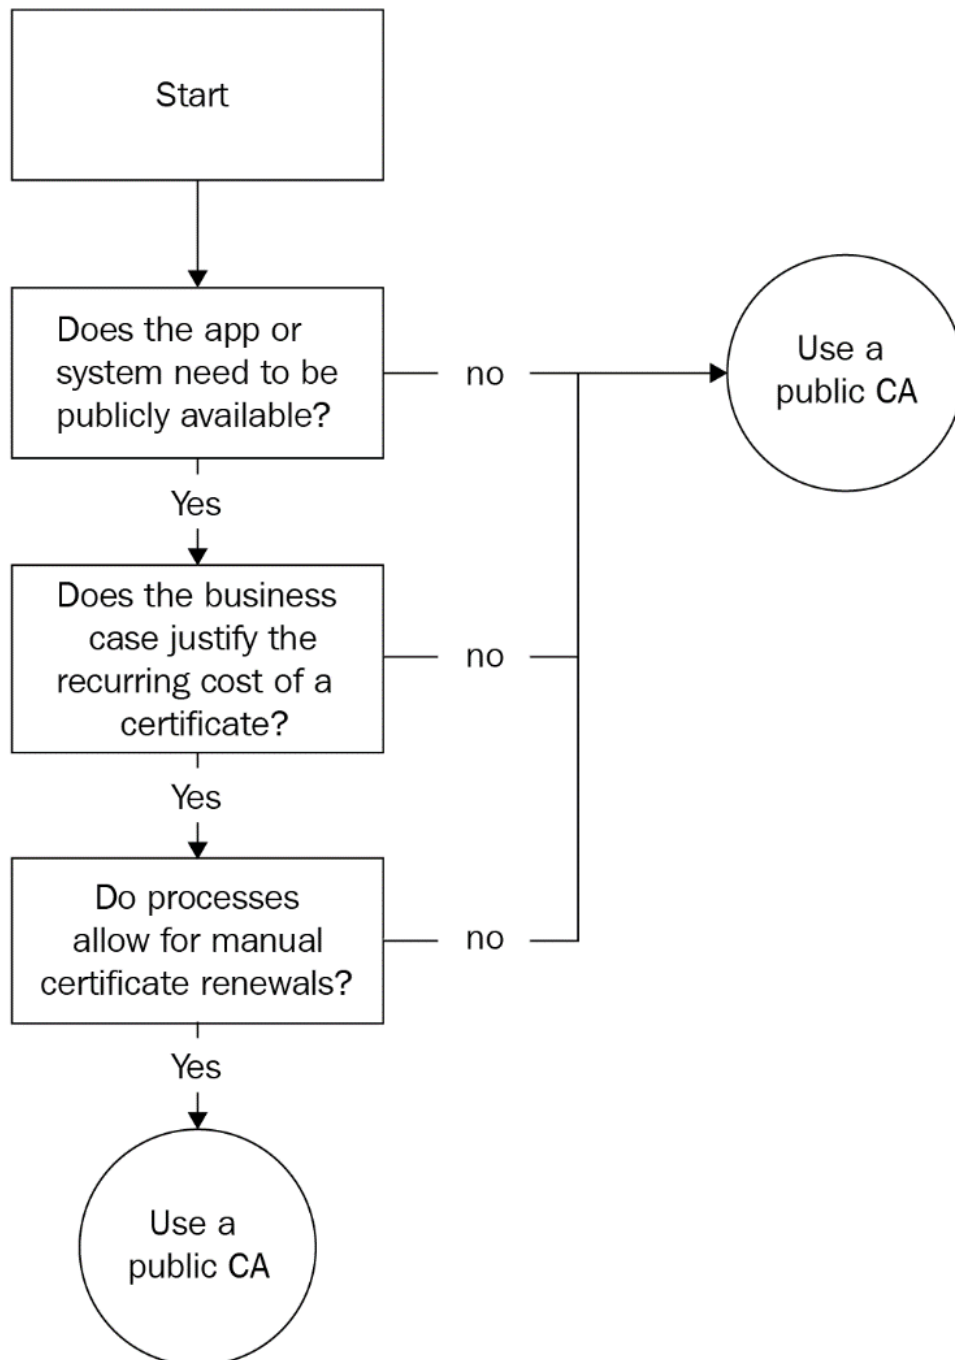 Start
Does the app or
system need to be
publicly available?
no
Use a
public CA
Yes
Does the business
case justify the
recurring cost of a
certificate?
no
Yes
Do processes
allow for manual
certificate renewals?
no
Yes
Use a
public CA